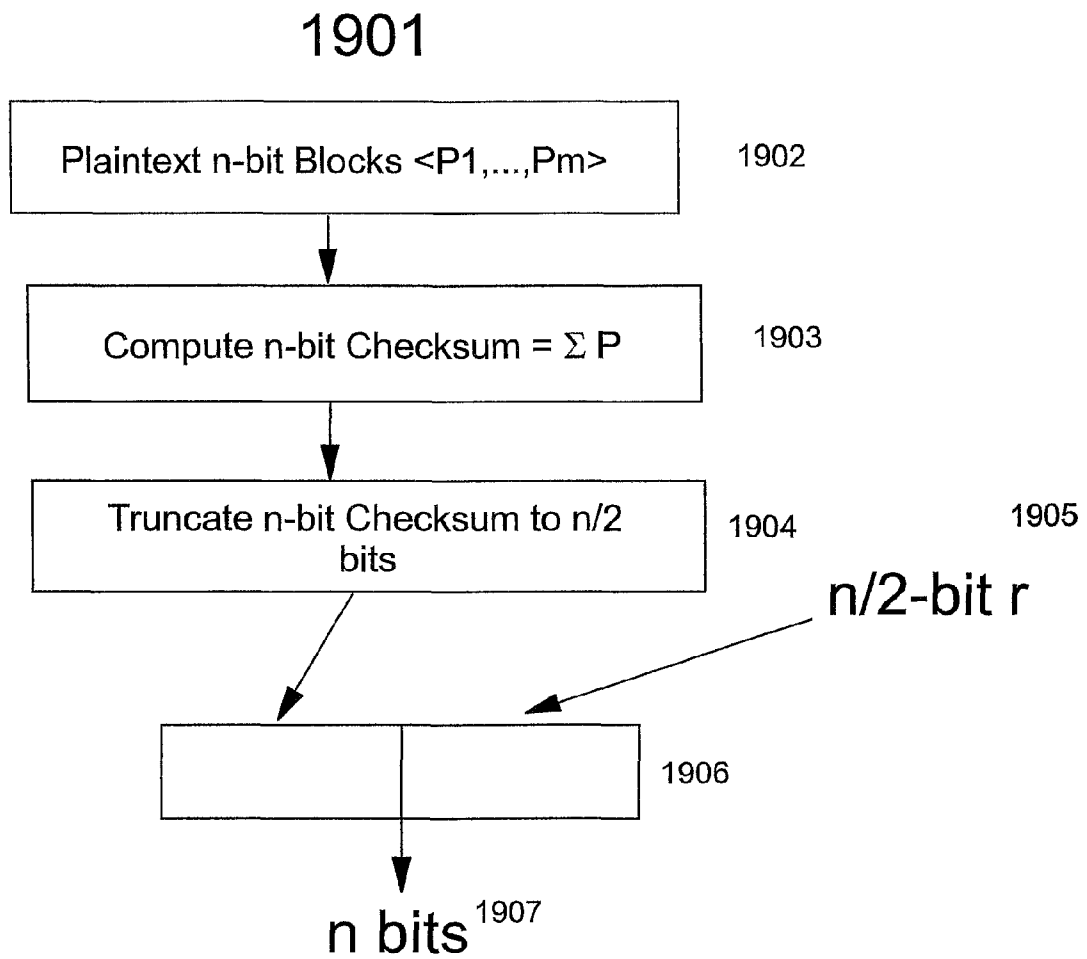 1901
Plaintext n-bit Blocks <P1,...,Pm>
1902
Compute n-bit Checksum = Σ P
1903
Truncate n-bit Checksum to n/2
bits
1904
1905
n/2-bit r
1906
n bits 1907